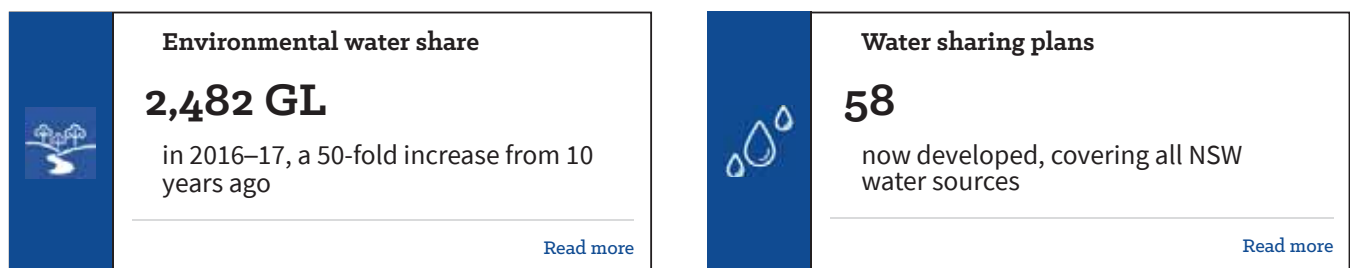 Environmental water share
2,482 GL
in 2016–17, a 50-fold increase from 10
years ago
Read more
Water sharing plans
58
now developed, covering all NSW
water sources
Read more